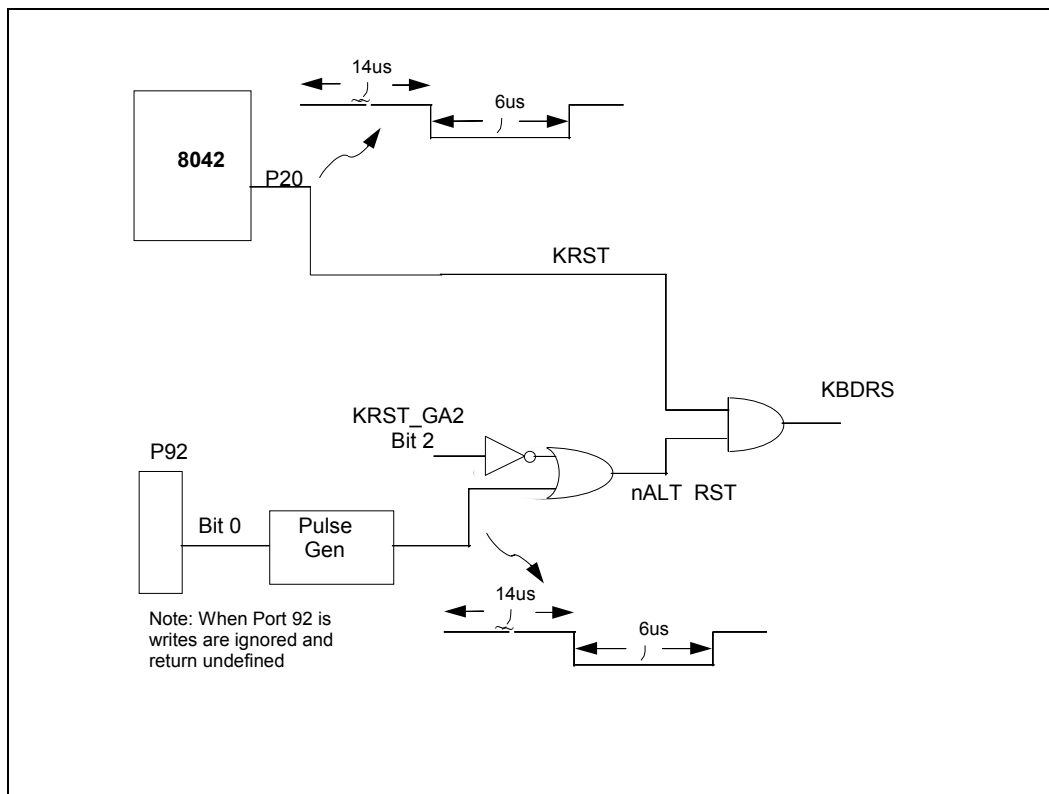 14us
6us
8042
P20
KRST
KBDRS
KRST_GA2
Bit 2
P92
nALT RST
Bit 0
Pulse
Gen
14us
6us
Note: When Port 92 is
writes are ignored and
return undefined